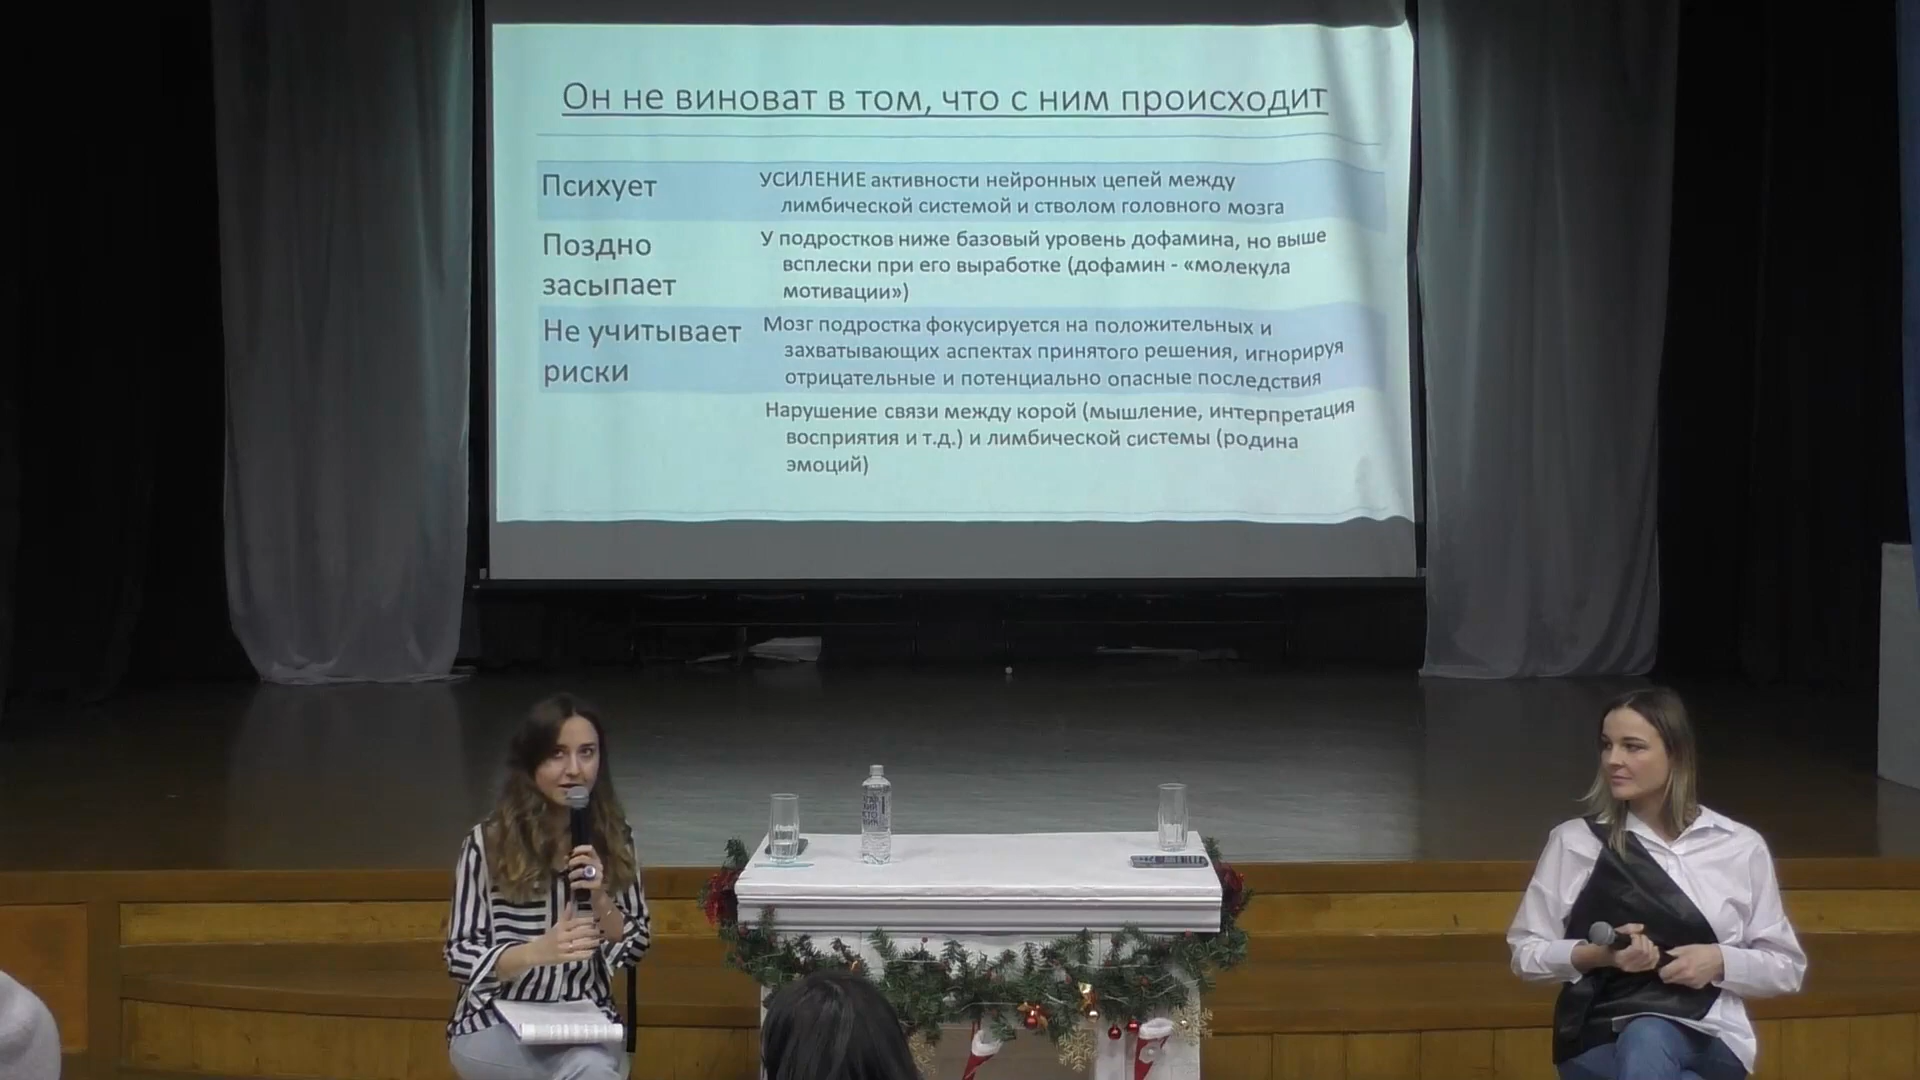 Он не виноват в том, что с ним происходит
Психует
УСИЛЕНИЕ активности нейронных цепей между
лимбической системой и стволом головного мозга
Поздно
засыпает
У подростков ниже базовый уровень дофамина, но выше
всплески при его выработке (дофамин - «молекула
мотивации»)
Не учитывает
риски
Мозг подростка фокусируется на положительных и
захватывающих аспектах принятого решения, игнорируя
отрицательные и потенциально опасные последствия
Нарушение связи между корой (мышление, интерпретация
восприятия и т.д.) и лимбической системы (родина
эмоций)